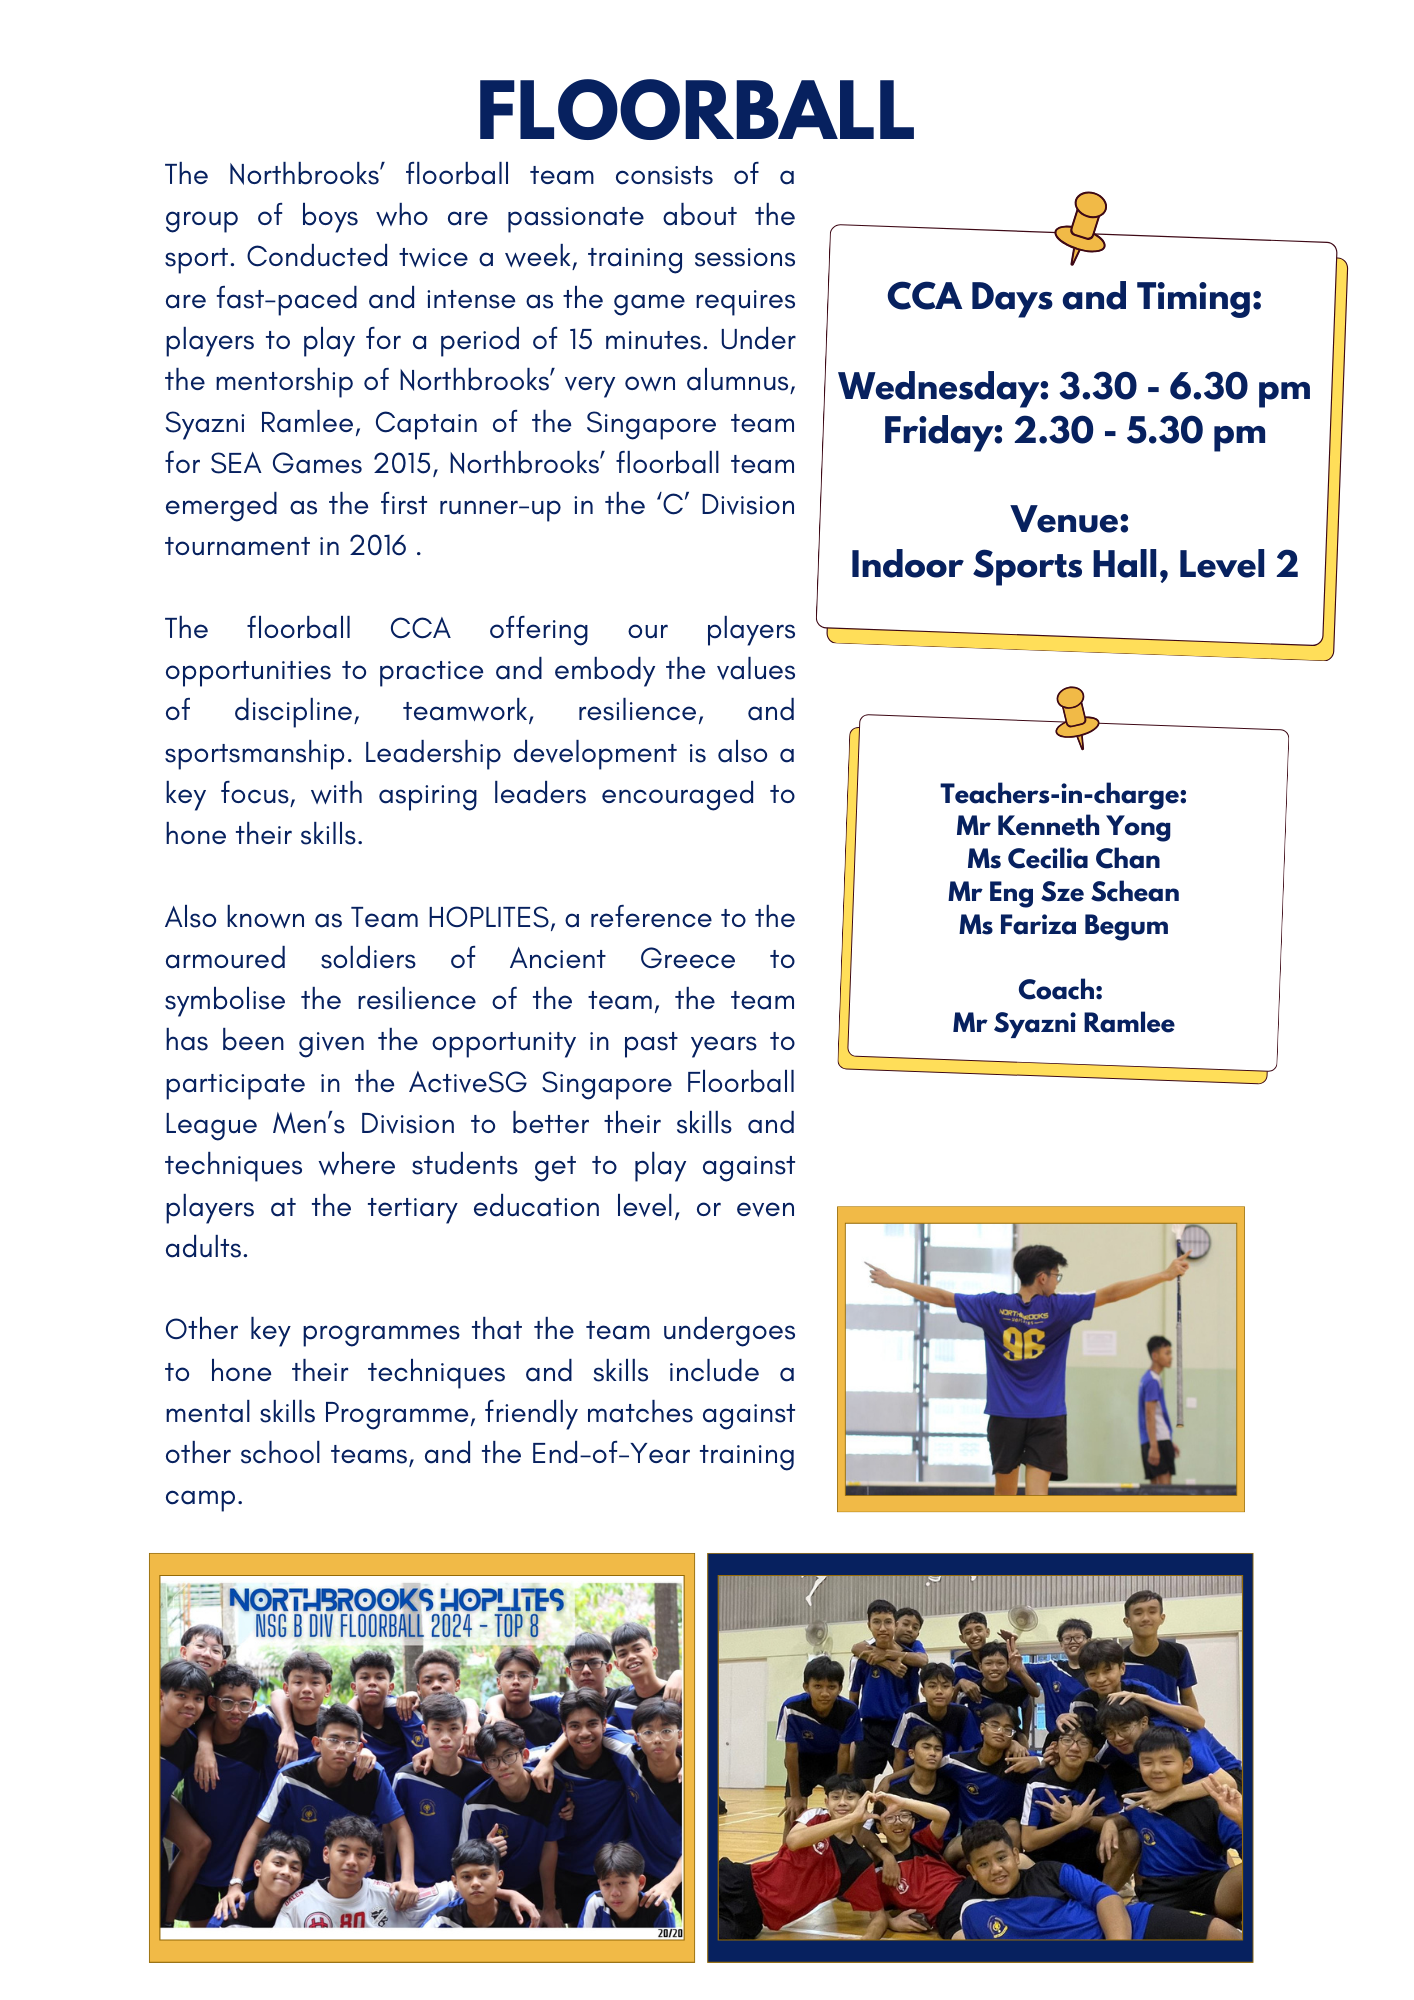 FLOORBALL
The Northbrooks’ floorball team consists of a
group of boys who are passionate about the
sport. Conducted twice a week, training sessions
are fast-paced and intense as the game requires
players to play for a period of 15 minutes. Under
the mentorship of Northbrooks’ very own alumnus,
Syazni Ramlee, Captain of the Singapore team
for SEA Games 2015, Northbrooks’ floorball team
emerged as the first runner-up in the ‘C’ Division
tournament in 2016 .
The floorball CCA offering our players
opportunities to practice and embody the values
of discipline, teamwork, resilience, and
sportsmanship. Leadership development is also a
key focus, with aspiring leaders encouraged to
hone their skills.
Also known as Team HOPLITES, a reference to the
armoured soldiers of Ancient Greece to
symbolise the resilience of the team, the team
has been given the opportunity in past years to
participate in the ActiveSG Singapore Floorball
League Men’s Division to better their skills and
techniques where students get to play against
players at the tertiary education level, or even
adults.
Other key programmes that the team undergoes
to hone their techniques and skills include a
mental skills Programme, friendly matches against
other school teams, and the End-of-Year training
camp.
CCA Days and Timing:
Wednesday: 3.30 - 6.30 pm
Friday: 2.30 - 5.30 pm
Venue:
Indoor Sports Hall, Level 2
Teachers-in-charge:
Mr Kenneth Yong
Ms Cecilia Chan
Mr Eng Sze Schean
Ms Fariza Begum
Coach:
Mr Syazni Ramlee
NORTHBROOKS
HOPLITES
96
NORTHBROOKS HOPLITES
NSG B DIV FLOORBALL 2024 - TOP 8
80
20/20